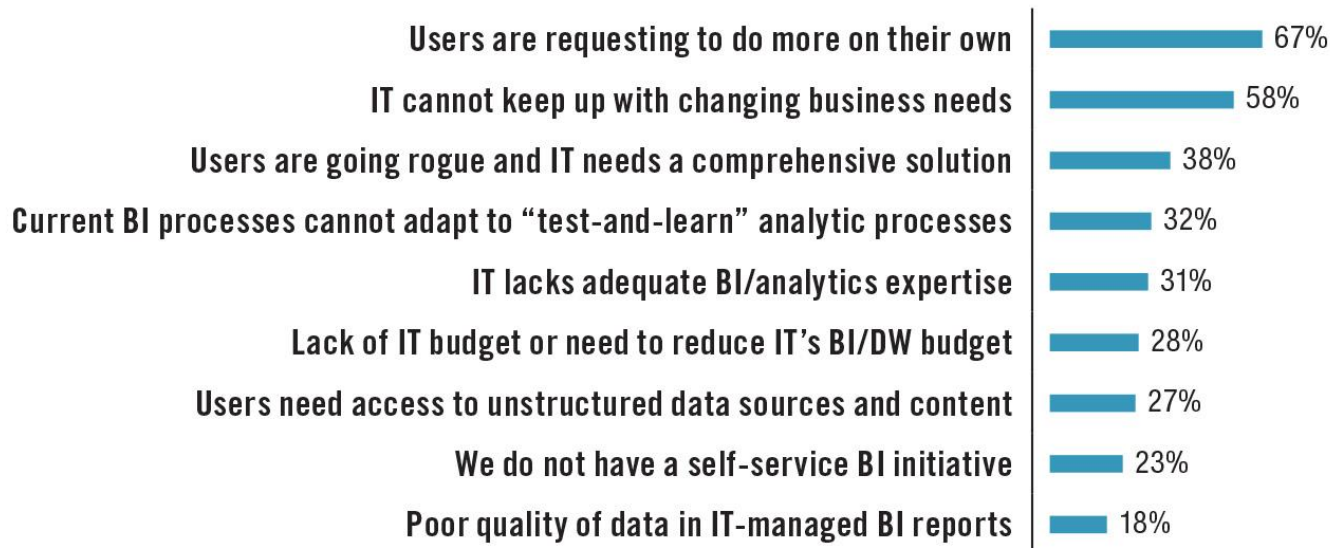 Users are requesting to do more on their own 67%
IT cannot keep up with changing business needs 58%
Users are going rogue and IT needs a comprehensive solution 38%
Current BI processes cannot adapt to “test-and-learn” analytic processes 32%
IT lacks adequate BI/analytics expertise 31%
Lack of IT budget or need to reduce IT’s BI/DW budget 28%
Users need access to unstructured data sources and content 27%
We do not have a self-service BI initiative 23%
Poor quality of data in IT-managed BI reports 18%